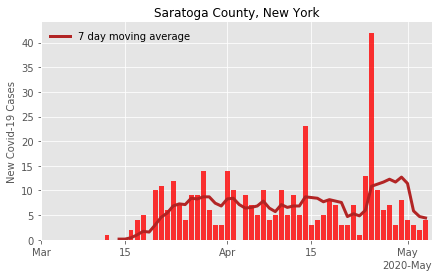 Saratoga County, New York
7 day moving average
New Covid-19 Cases
40
35
30
25
20
15
10
5
0
Mar
15
Apr
15
May
2020-May